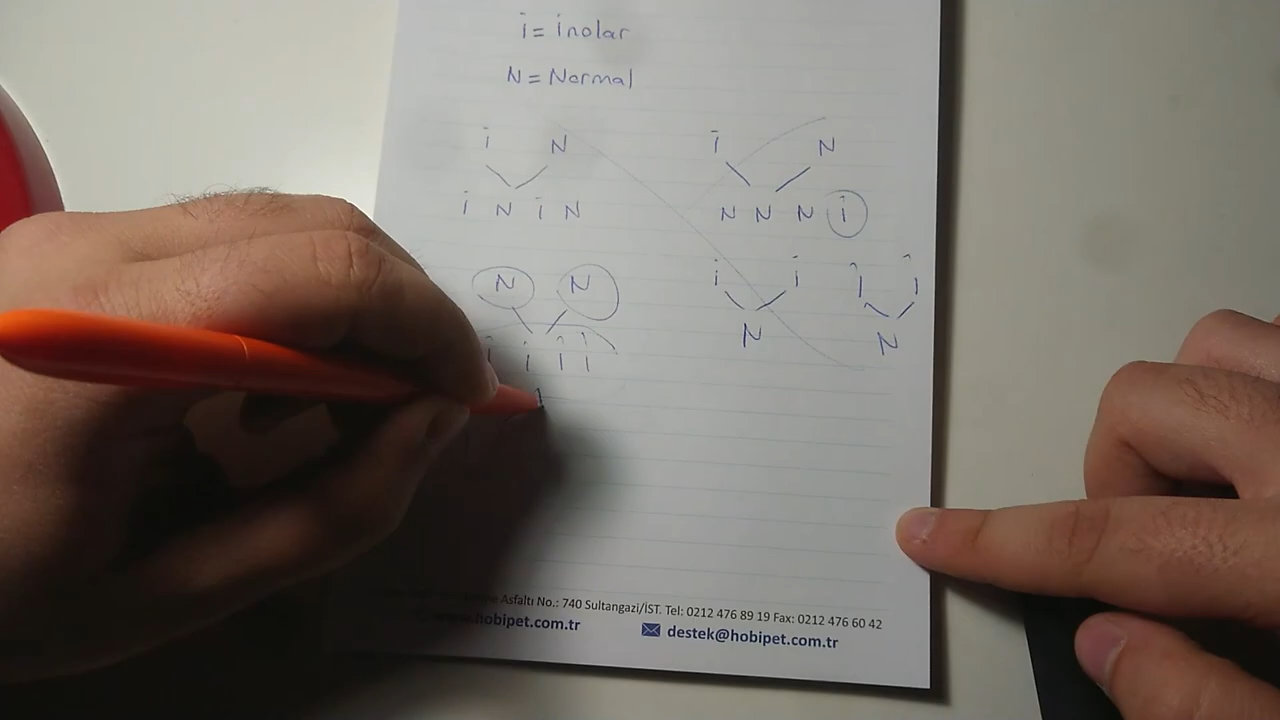 i = inolar
N = Normal
i N i N
i N i N N N N i
N N i i i i
i i i i N N
Asfaltı No.: 740 Sultangazi/İST. Tel: 0212 476 89 19 Fax: 0212 476 60 42
www.hobipet.com.tr destek@hobipet.com.tr